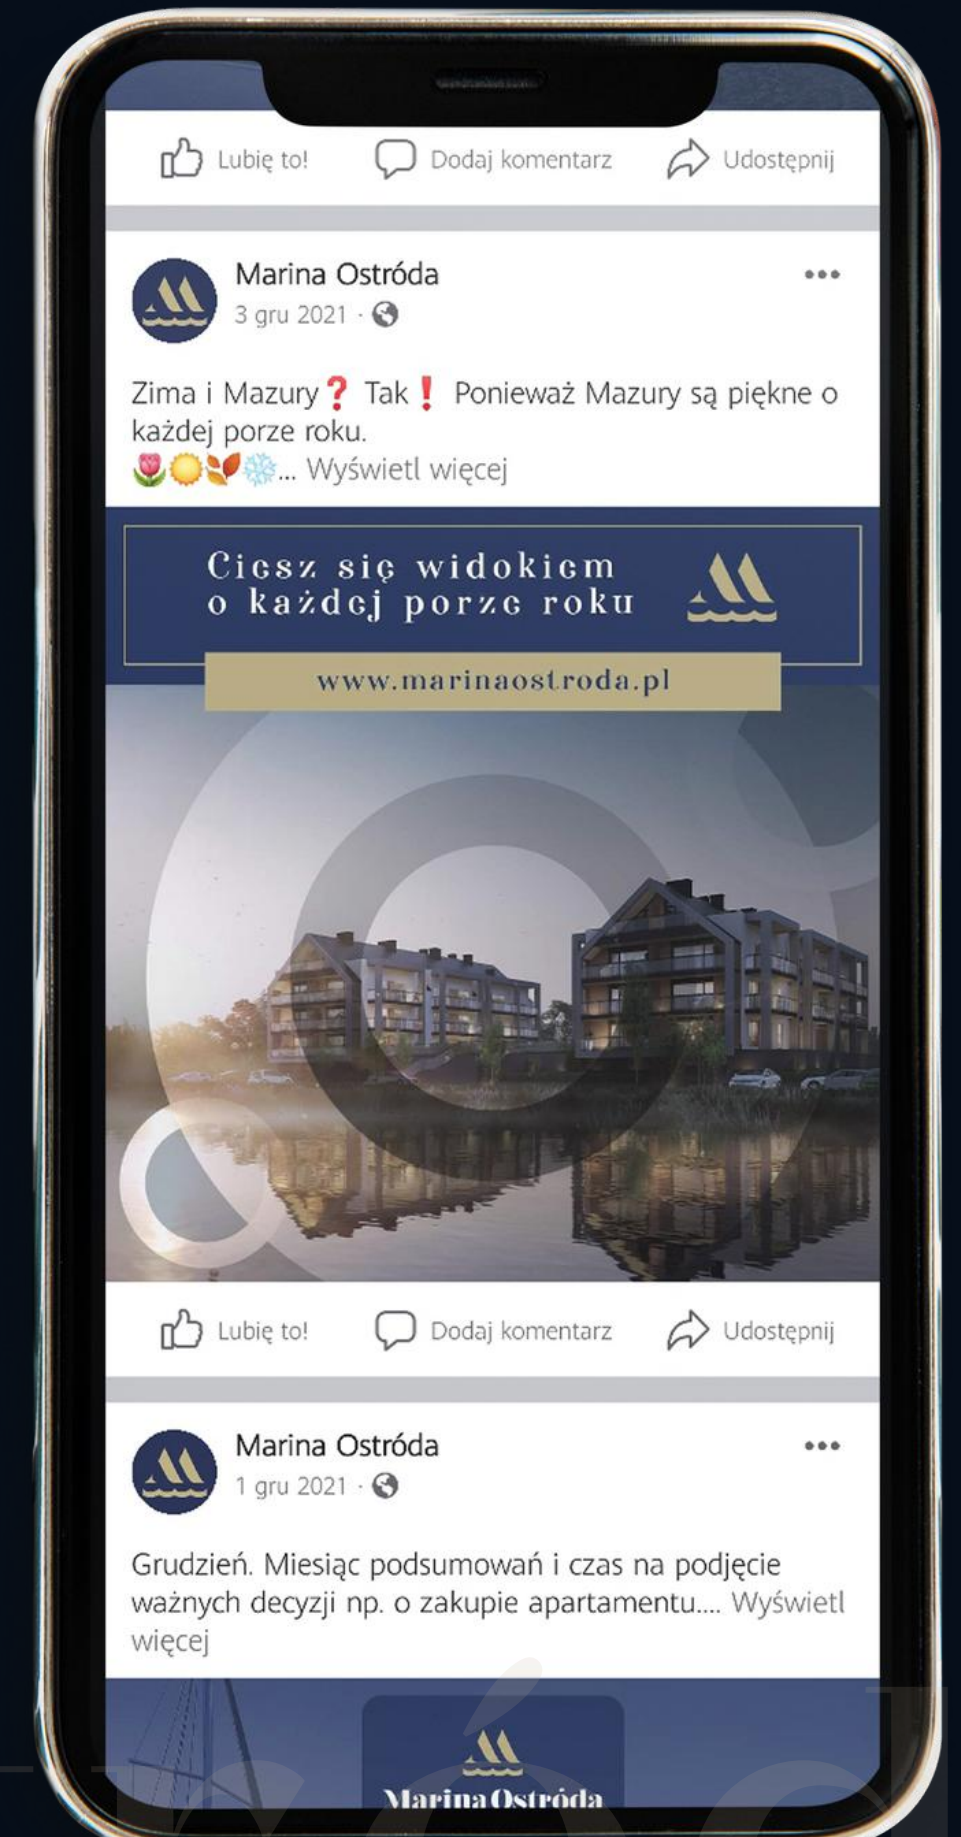 Lubię to! Dodaj komentarz Udostępnij
Marina Ostróda
3 gru 2021 ·
Zima i Mazury❓ Tak❗ Ponieważ Mazury są piękne o
każdej porze roku.
🌷🌞🍂❄️... Wyświetl więcej
Ciesz się widokiem
o każdej porze roku
www.marinaostroda.pl
Lubię to! Dodaj komentarz Udostępnij
Marina Ostróda
1 gru 2021 ·
Grudzień. Miesiąc podsumowań i czas na podjęcie
ważnych decyzji np. o zakupie apartamentu.... Wyświetl
więcej
Marina Ostróda